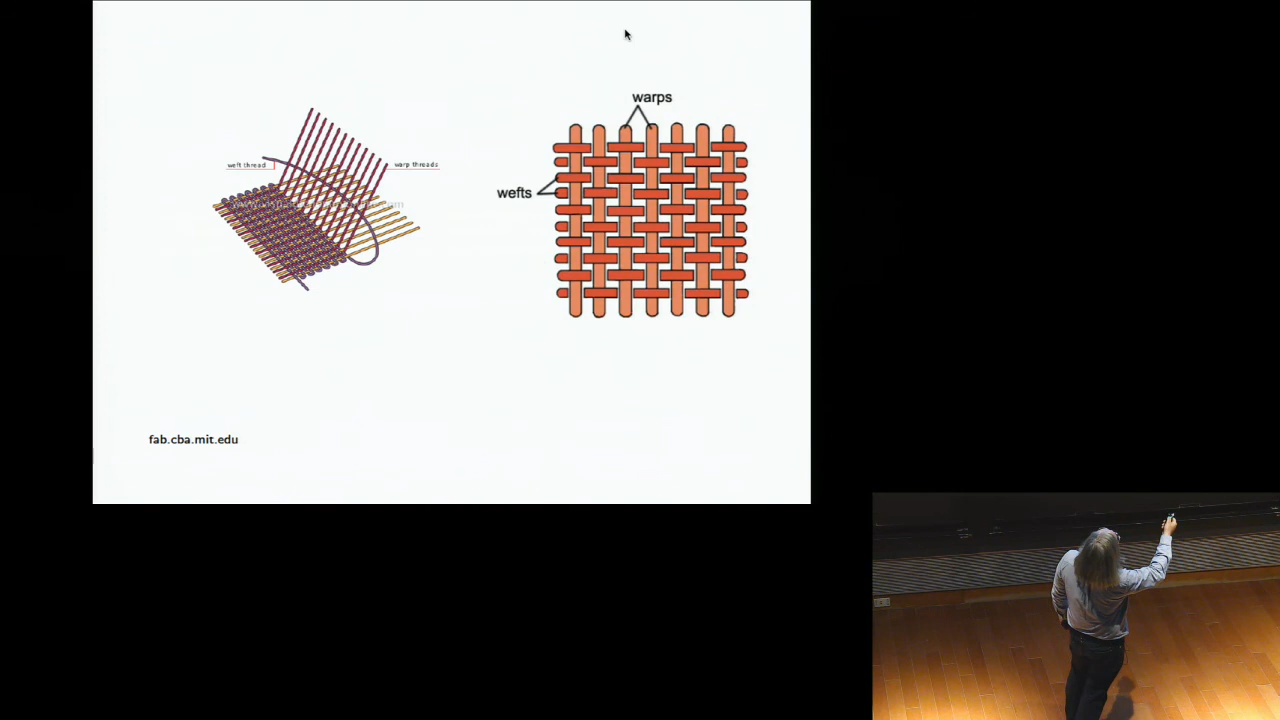 warps
weft thread
warp threads
wefts
fab.cba.mit.edu